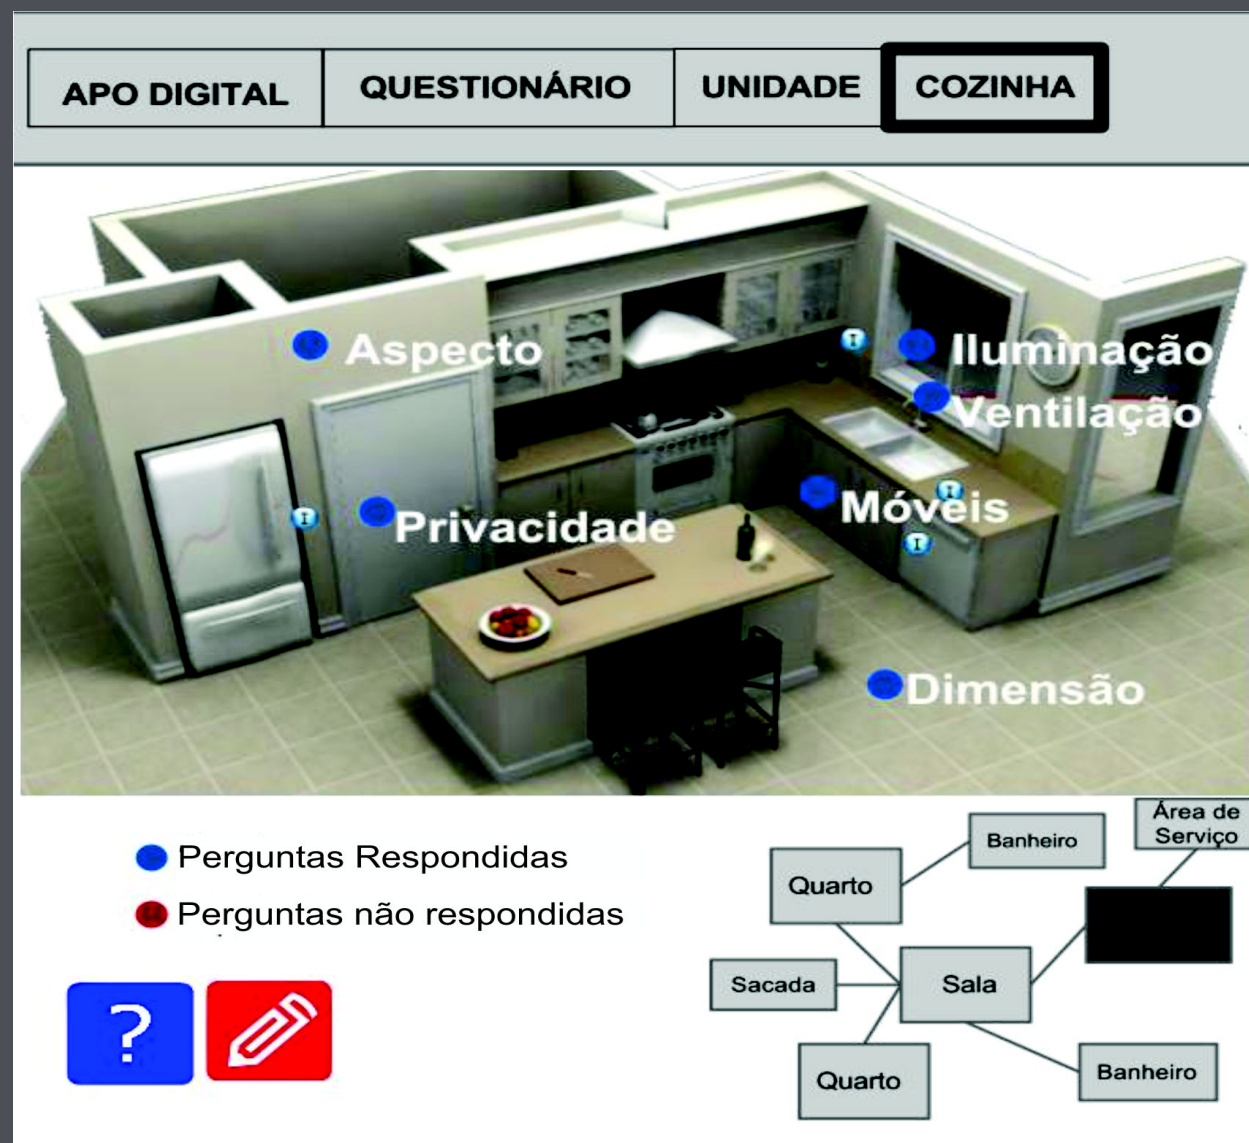 APO DIGITAL
QUESTIONÁRIO
UNIDADE
COZINHA
Aspecto
Iluminação
Ventilação
Móveis
Privacidade
Dimensão
Perguntas Respondidas
Perguntas não respondidas
?
Área de
Serviço
Banheiro
Quarto
Sacada
Sala
Quarto
Banheiro